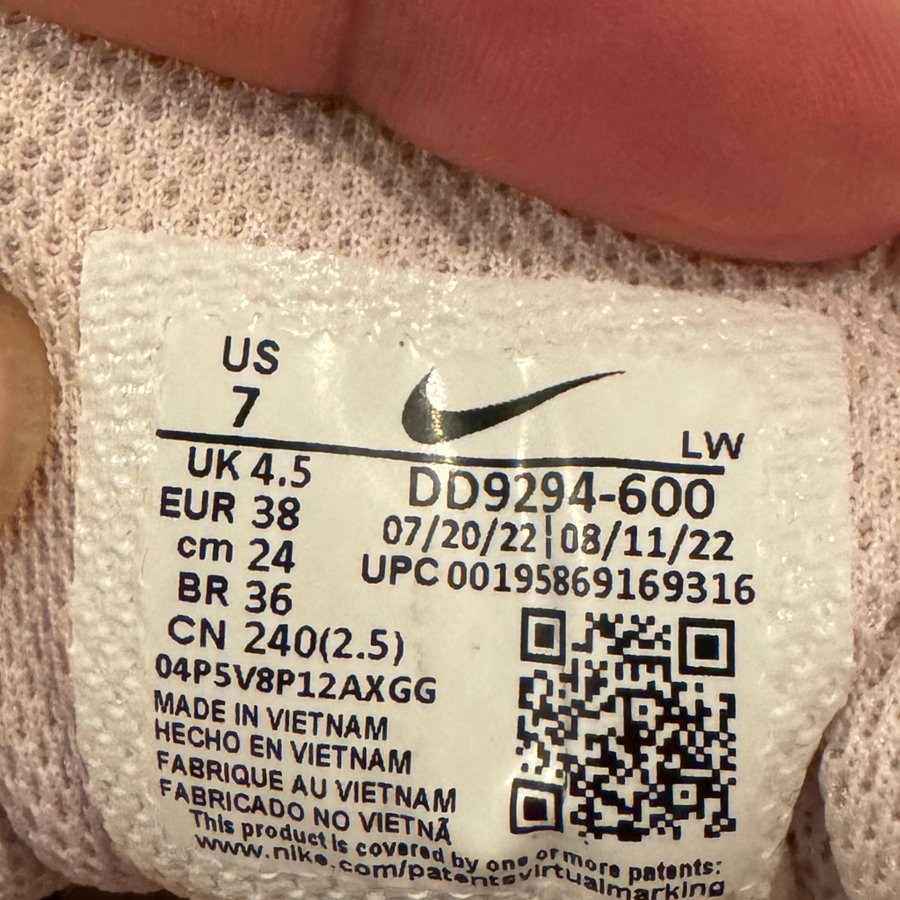 US
7
LW
UK 4.5
EUR 38
cm 24
BR 36
CN 240(2.5)
DD9294-600
07/20/22|08/11/22
UPC 00195869169316
04P5V8P12AXGG
MADE IN VIETNAM
HECHO EN VIETNAM
FABRIQUE AU VIETNAM
FABRICADO NO VIETNÃ
This product is covered by one or more patents:
www.nike.com/patentsvirtualmarking